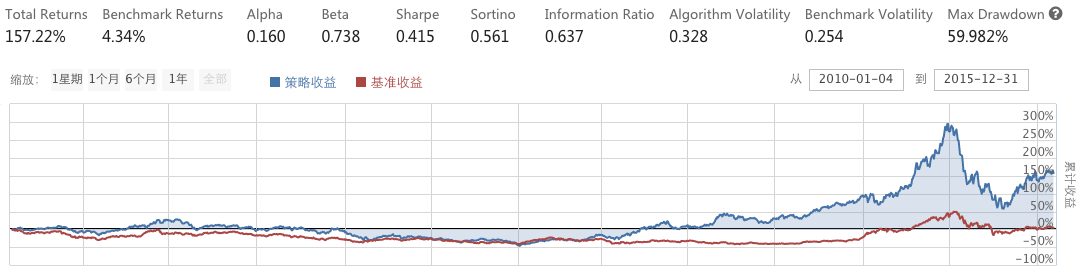 Total Returns Benchmark Returns Alpha Beta Sharpe Sortino Information Ratio Algorithm Volatility Benchmark Volatility Max Drawdown
157.22% 4.34% 0.160 0.738 0.415 0.561 0.637 0.328 0.254 59.982%
缩放: 1星期 1个月 6个月 1年 全部 策略收益 基准收益 从 2010-01-04 到 2015-12-31
300%
250%
200%
150%
100%
50%
0%
-50%
-100%
累计收益